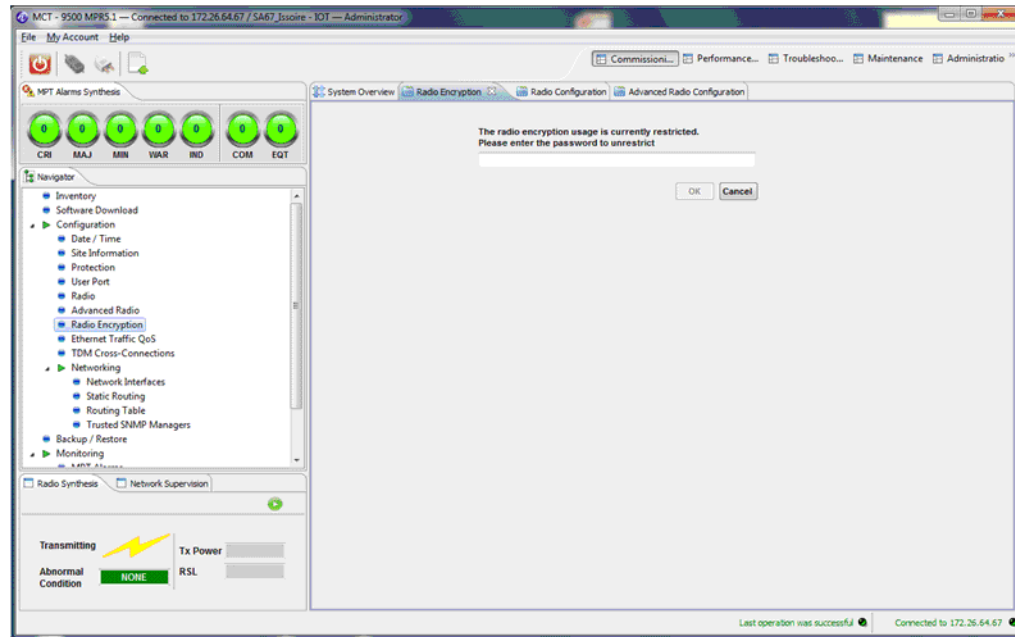 MCT - 9500 MPR5.1 — Connected to 172.26.64.67 / SA67_Issoire - IOT — Administrator
File My Account Help
Commissioni... Performance... Troubleshoo... Maintenance Administratio »
MPT Alarms Synthesis
System Overview Radio Encryption Radio Configuration Advanced Radio Configuration
0 0 0 0 0 0 0
CRI MAJ MIN WAR IND COM EQT
The radio encryption usage is currently restricted.
Please enter the password to unrestrict
OK Cancel
Navigator
Inventory
Software Download
Configuration
Date / Time
Site Information
Protection
User Port
Radio
Advanced Radio
Radio Encryption
Ethernet Traffic QoS
TDM Cross-Connections
Networking
Network Interfaces
Static Routing
Routing Table
Trusted SNMP Managers
Backup / Restore
Monitoring
MPT Alarms
Radio Synthesis Network Supervision
Transmitting
Tx Power
Abnormal
Condition
NONE
RSL
Last operation was successful Connected to 172.26.64.67